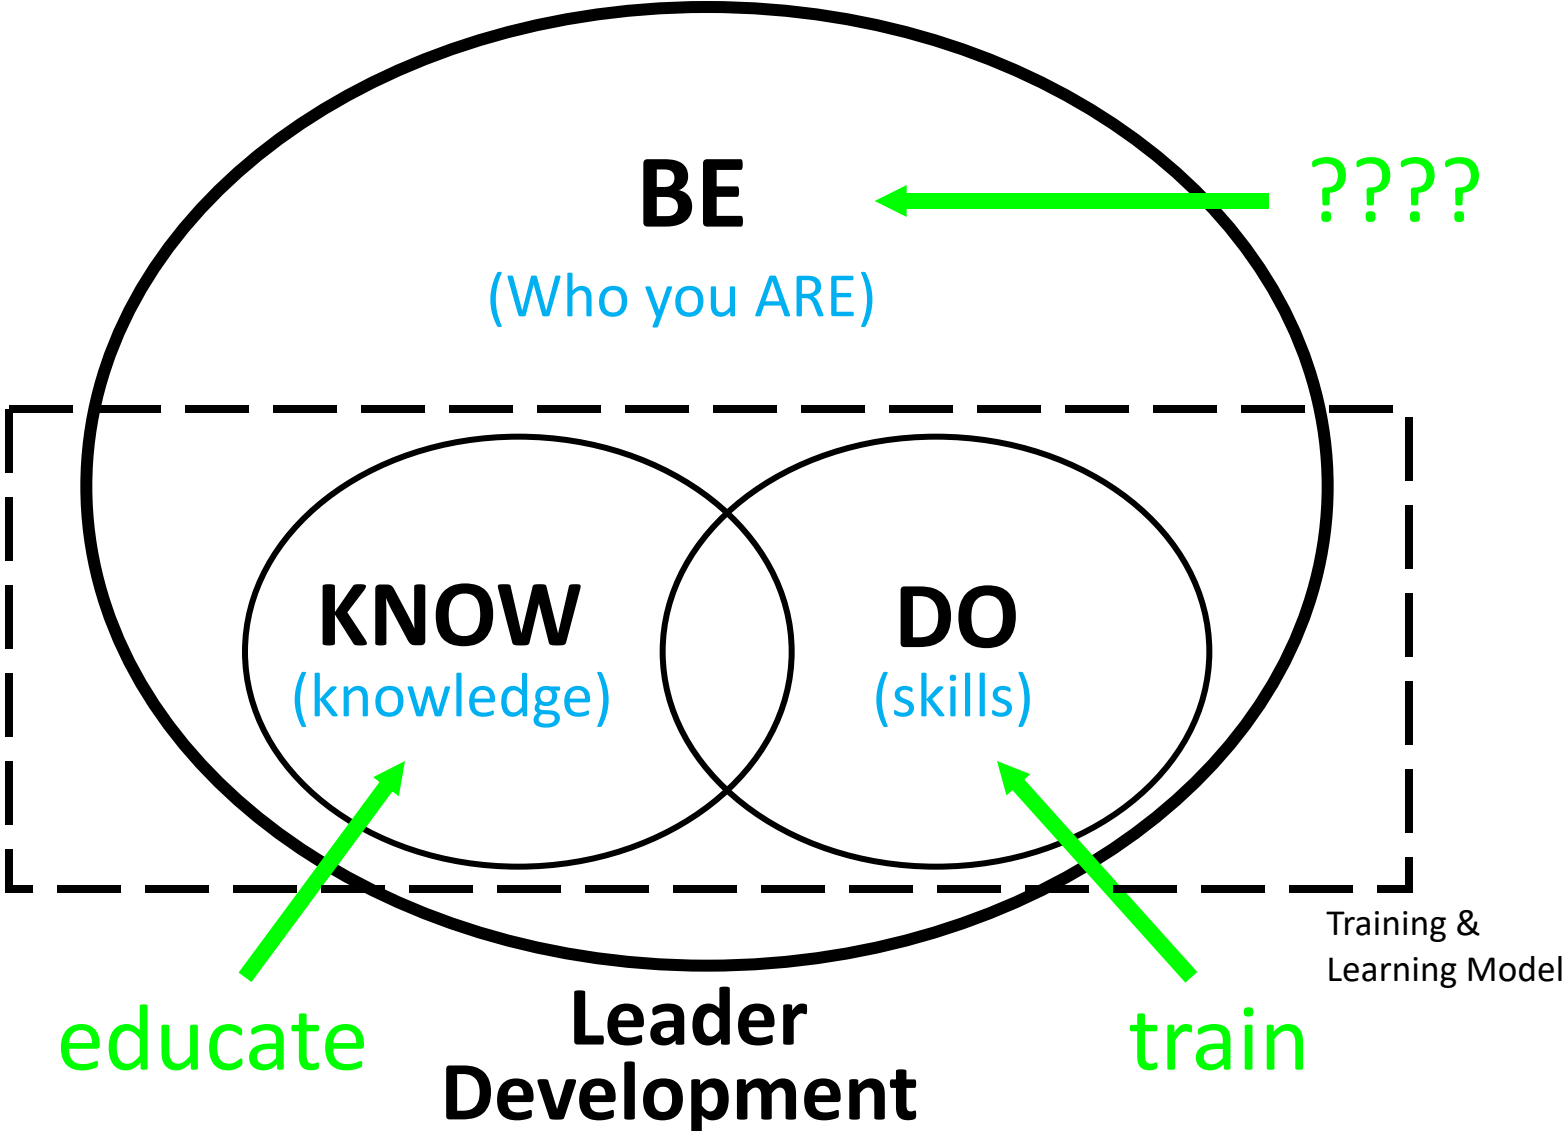 BE
????
(Who you ARE)
KNOW
DO
(knowledge)
(skills)
Training &
Learning Model
educate
Leader
Development
train